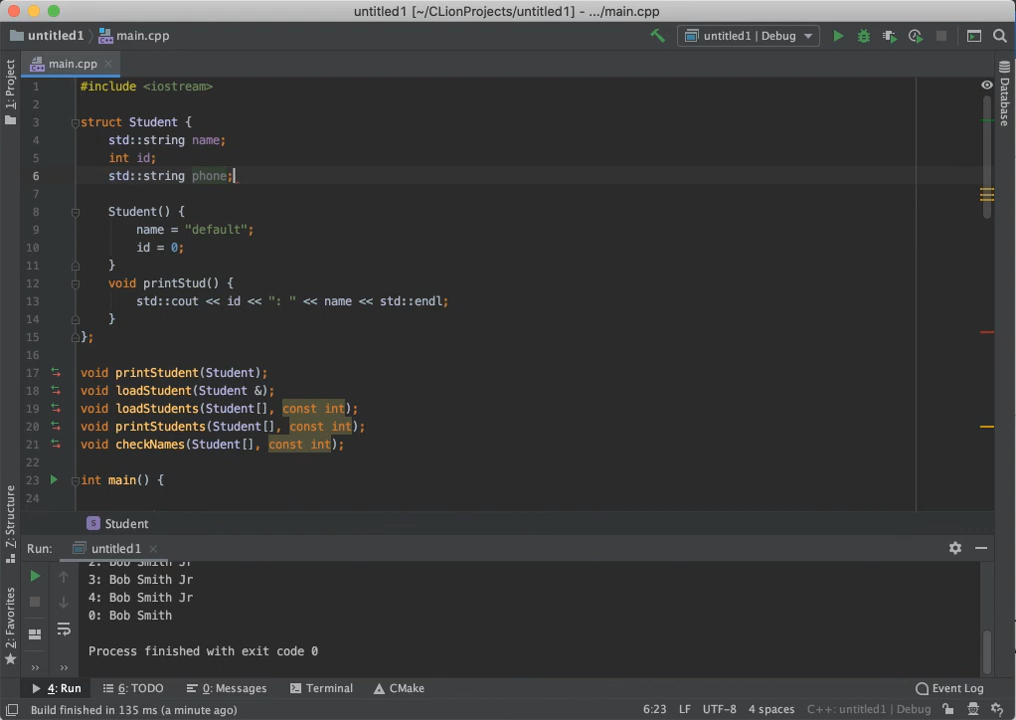 untitled1 [~/CLionProjects/untitled1] - .../main.cpp
untitled1 main.cpp untitled1 | Debug
1: Project
main.cpp
Database
1 #include <iostream>
2
3 struct Student {
4 std::string name;
5 int id;
6 std::string phone;
7
8 Student() {
9 name = "default";
10 id = 0;
11 }
12 void printStud() {
13 std::cout << id << ": " << name << std::endl;
14 }
15 };
16
17 void printStudent(Student);
18 void loadStudent(Student &);
19 void loadStudents(Student[], const int);
20 void printStudents(Student[], const int);
21 void checkNames(Student[], const int);
22
23 int main() {
24
Z: Structure
S Student
Run: untitled1
2: Bob Smith Jr
3: Bob Smith Jr
4: Bob Smith Jr
0: Bob Smith
Process finished with exit code 0
2: Favorites
4: Run 6: TODO 0: Messages Terminal CMake Event Log
Build finished in 135 ms (a minute ago) 6:23 LF UTF-8 4 spaces C++: untitled1 | Debug